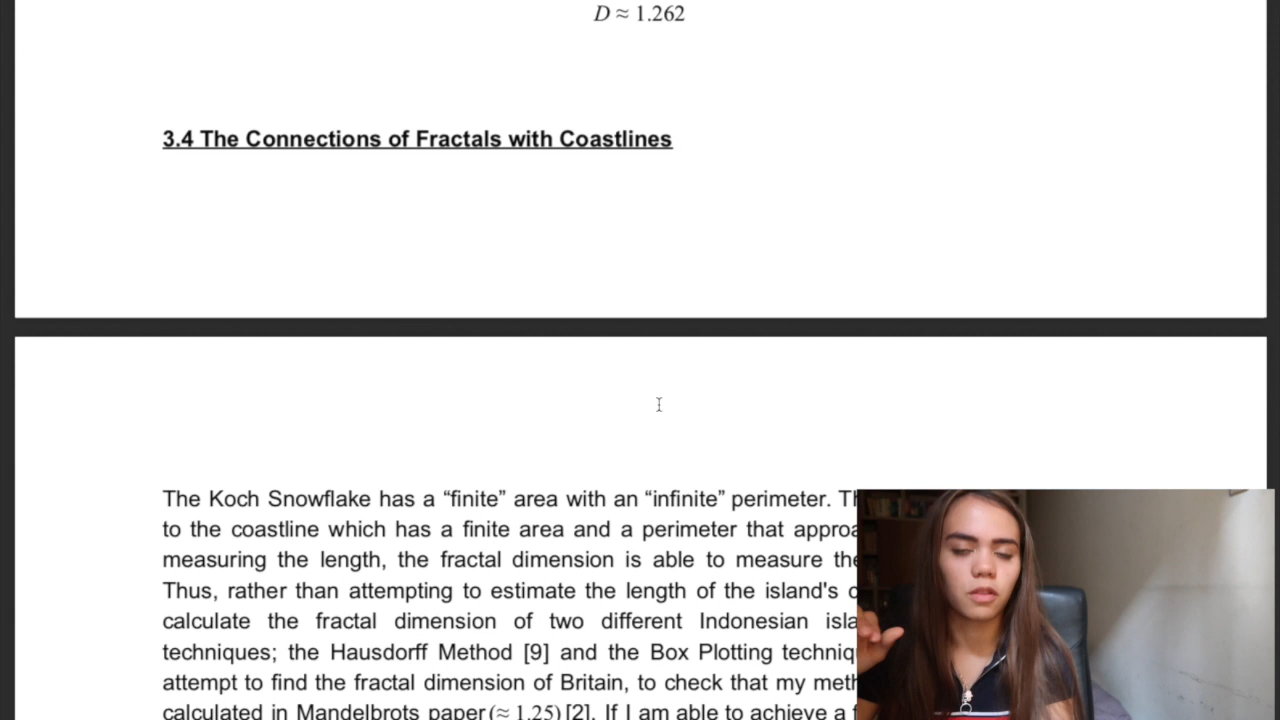 D ≈ 1.262
3.4 The Connections of Fractals with Coastlines
The Koch Snowflake has a “finite” area with an “infinite” perimeter.
to the coastline which has a finite area and a perimeter that
measuring the length, the fractal dimension is able to measure
Thus, rather than attempting to estimate the length of the island's
calculate the fractal dimension of two different Indonesian
techniques; the Hausdorff Method [9] and the Box Plotting
attempt to find the fractal dimension of Britain, to check that my
calculated in Mandelbrots paper (≈ 1.25) [2]. If I am able to achieve a